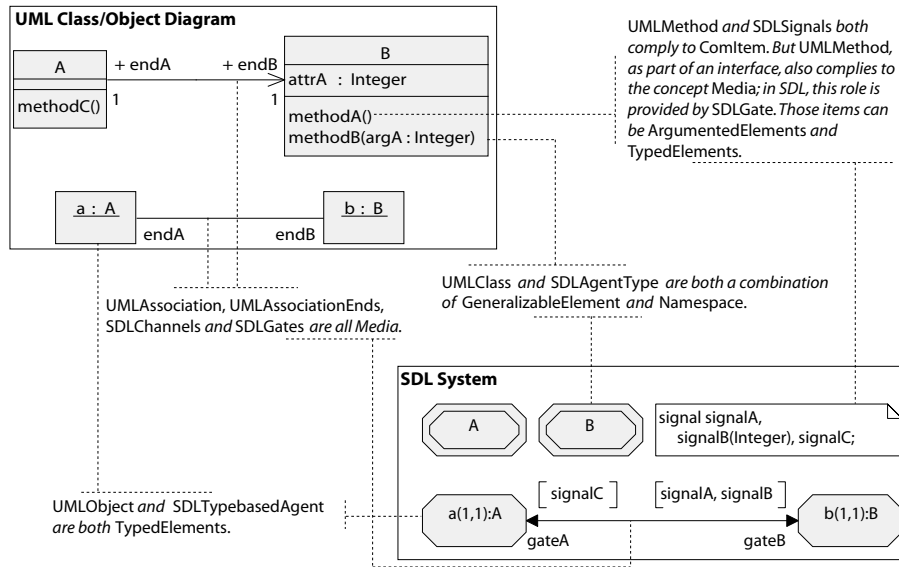 UML Class/Object Diagram
A
methodC()
+ endA
+ endB
1
1
B
attrA : Integer
methodA()
methodB(argA : Integer)
a : A
b : B
endA
endB
UMLMethod and SDLSignals both
comply to ComItem. But UMLMethod,
as part of an interface, also complies to
the concept Media; in SDL, this role is
provided by SDLGate. Those items can
be ArgumentedElements and
TypedElements.
UMLClass and SDLAgentType are both a combination
of GeneralizableElement and Namespace.
UMLAssociation, UMLAssociationEnds,
SDLChannels and SDLGates are all Media.
SDL System
A
B
signal signalA,
signalB(Integer), signalC;
UMLObject and SDLTypebasedAgent
are both TypedElements.
a(1,1):A
[signalC]
[signalA, signalB]
b(1,1):B
gateA
gateB